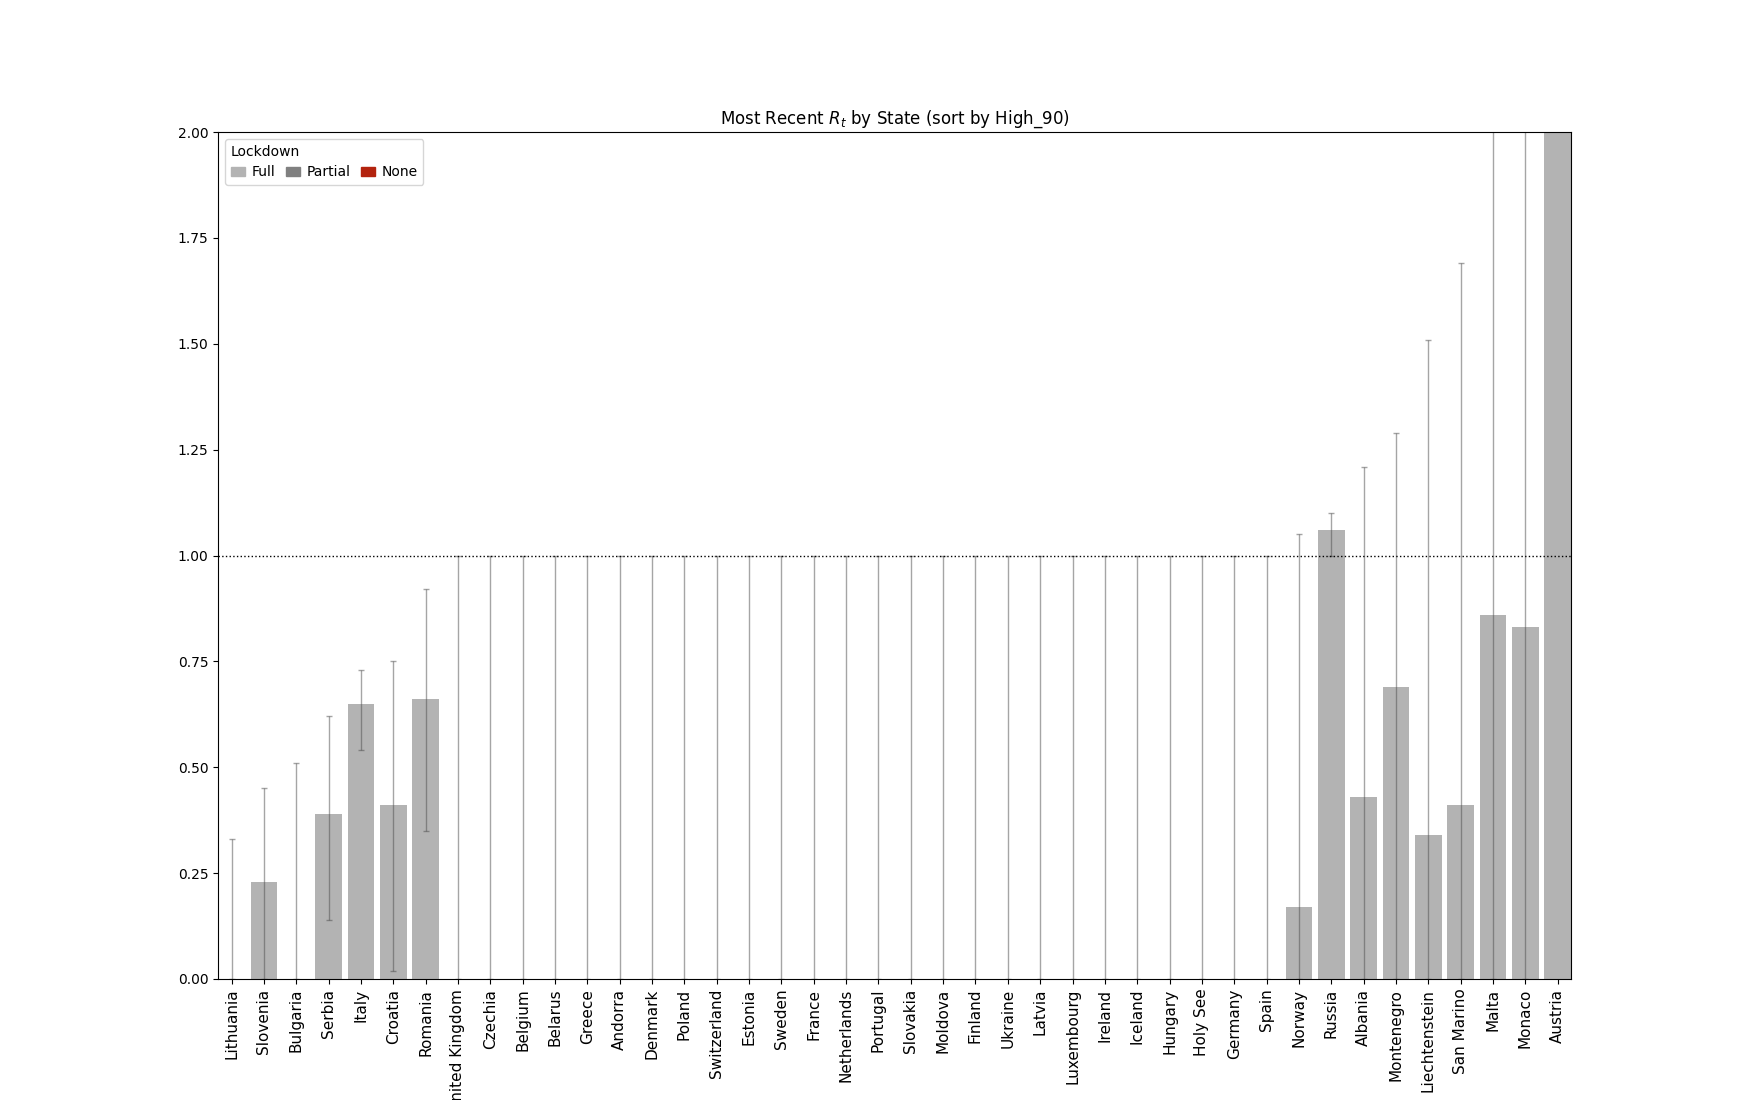 Most Recent R_t by State (sort by High_90)
Lockdown
Full Partial None
2.00
1.75
1.50
1.25
1.00
0.75
0.50
0.25
0.00
Lithuania
Slovenia
Bulgaria
Serbia
Italy
Croatia
Romania
nited Kingdom
Czechia
Belgium
Belarus
Greece
Andorra
Denmark
Poland
Switzerland
Estonia
Sweden
France
Netherlands
Portugal
Slovakia
Moldova
Finland
Ukraine
Latvia
Luxembourg
Ireland
Iceland
Hungary
Holy See
Germany
Spain
Norway
Russia
Albania
Montenegro
Liechtenstein
San Marino
Malta
Monaco
Austria